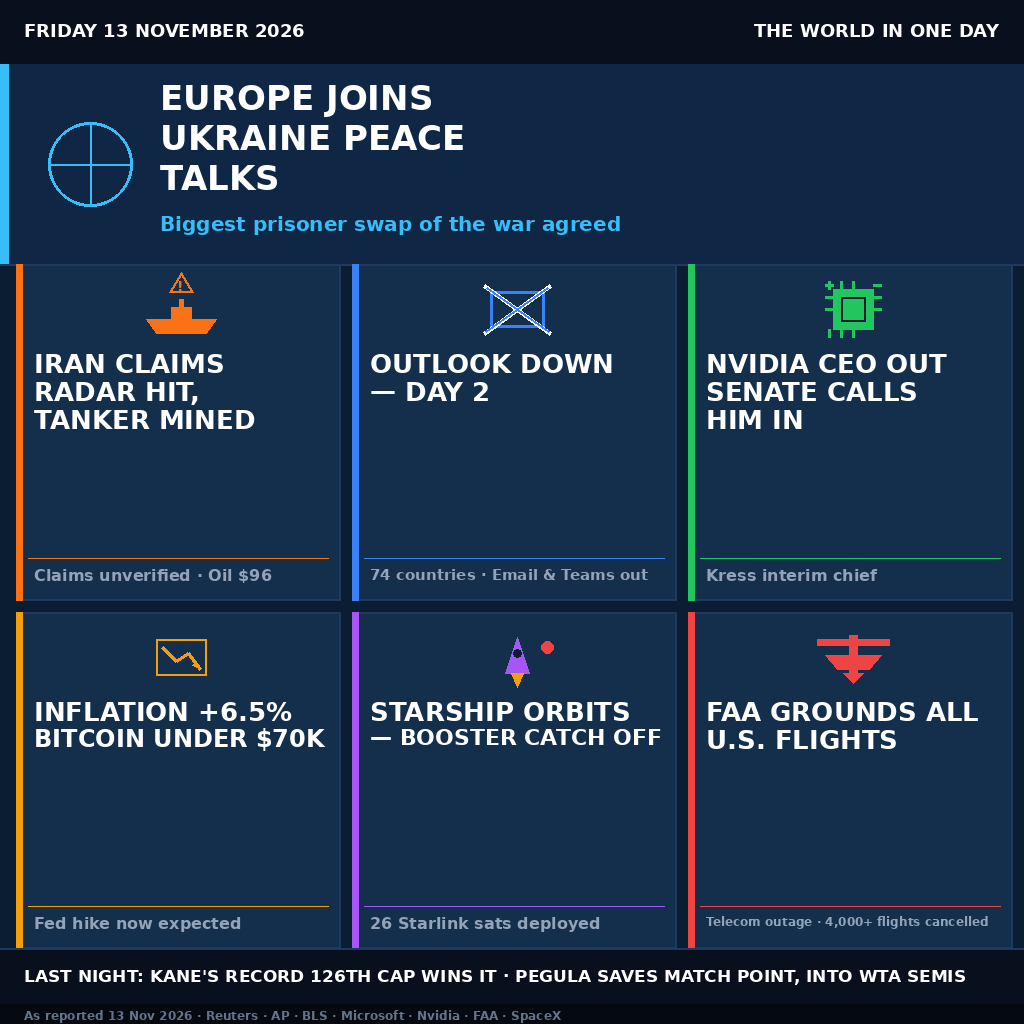 FRIDAY 13 NOVEMBER 2026
THE WORLD IN ONE DAY
EUROPE JOINS
UKRAINE PEACE
TALKS
Biggest prisoner swap of the war agreed
!
IRAN CLAIMS
RADAR HIT,
TANKER MINED
Claims unverified · Oil $96
OUTLOOK DOWN
— DAY 2
74 countries · Email & Teams out
NVIDIA CEO OUT
SENATE CALLS
HIM IN
Kress interim chief
INFLATION +6.5%
BITCOIN UNDER $70K
Fed hike now expected
STARSHIP ORBITS
— BOOSTER CATCH OFF
26 Starlink sats deployed
FAA GROUNDS ALL
U.S. FLIGHTS
Telecom outage · 4,000+ flights cancelled
LAST NIGHT: KANE'S RECORD 126TH CAP WINS IT · PEGULA SAVES MATCH POINT, INTO WTA SEMIS
As reported 13 Nov 2026 · Reuters · AP · BLS · Microsoft · Nvidia · FAA · SpaceX